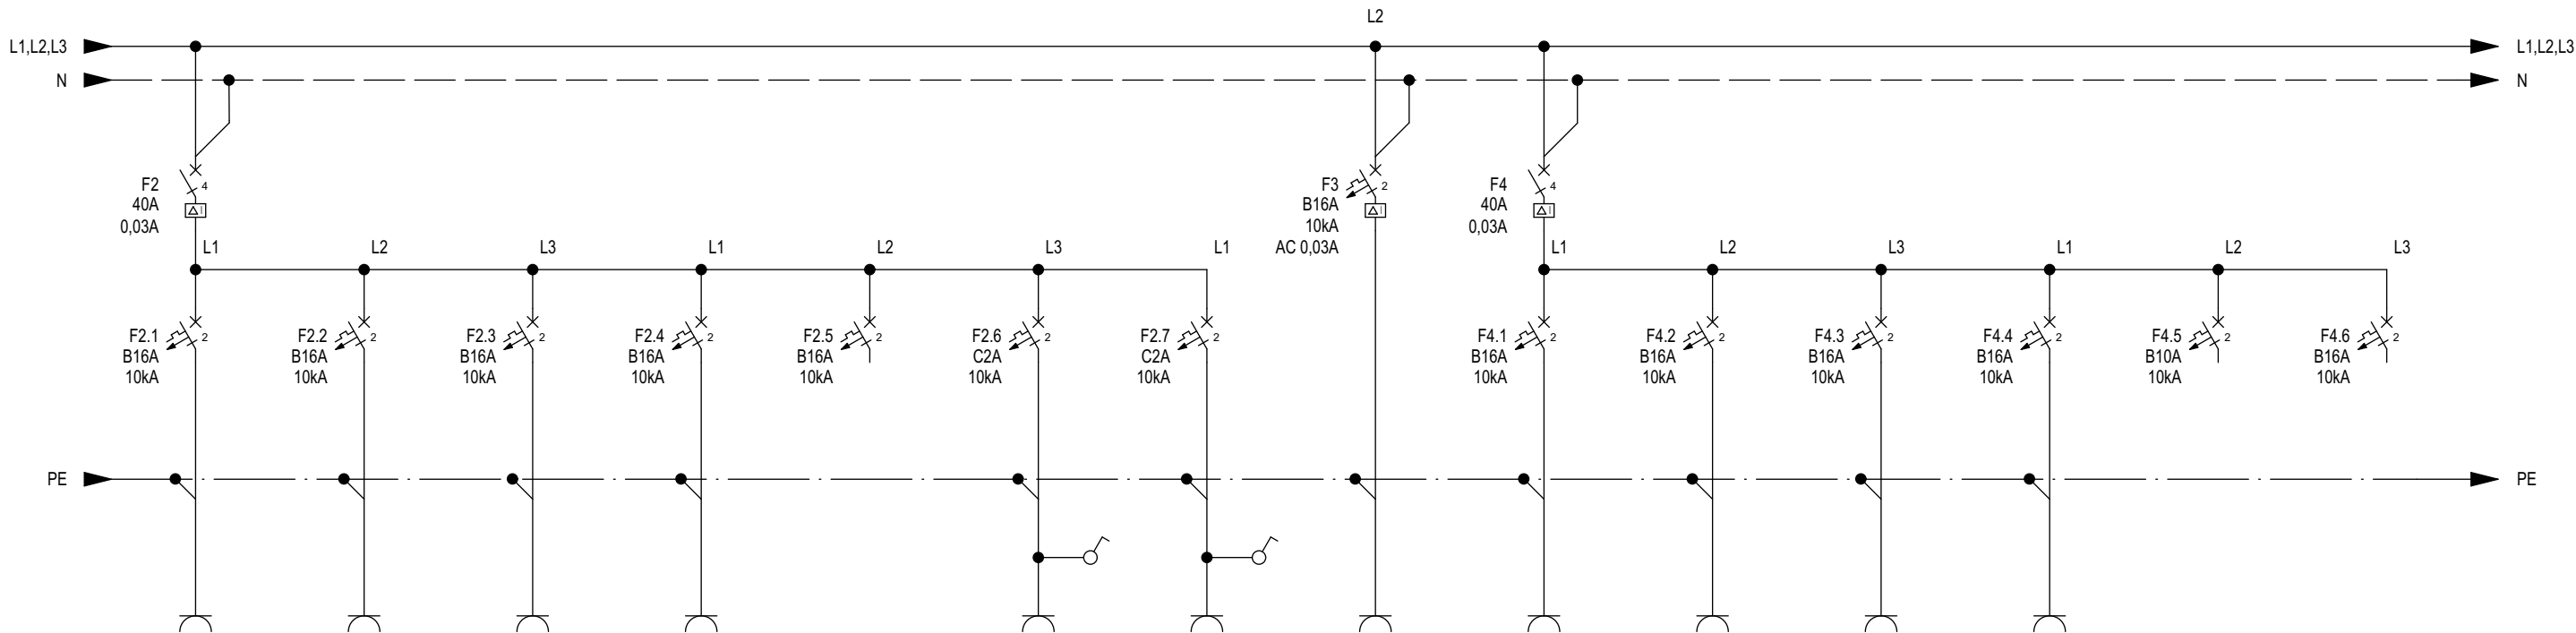 L2
L1,L2,L3
L1,L2,L3
N
N
F2
40A
0,03A
4
F3
B16A
10kA
AC 0,03A
2
F4
40A
0,03A
4
L1
L2
L3
L1
L2
L3
L1
L1
L2
L3
L1
L2
L3
F2.1
B16A
10kA
2
F2.2
B16A
10kA
2
F2.3
B16A
10kA
2
F2.4
B16A
10kA
2
F2.5
B16A
10kA
2
F2.6
C2A
10kA
2
F2.7
C2A
10kA
2
F4.1
B16A
10kA
2
F4.2
B16A
10kA
2
F4.3
B16A
10kA
2
F4.4
B16A
10kA
2
F4.5
B10A
10kA
2
F4.6
B16A
10kA
2
PE
PE